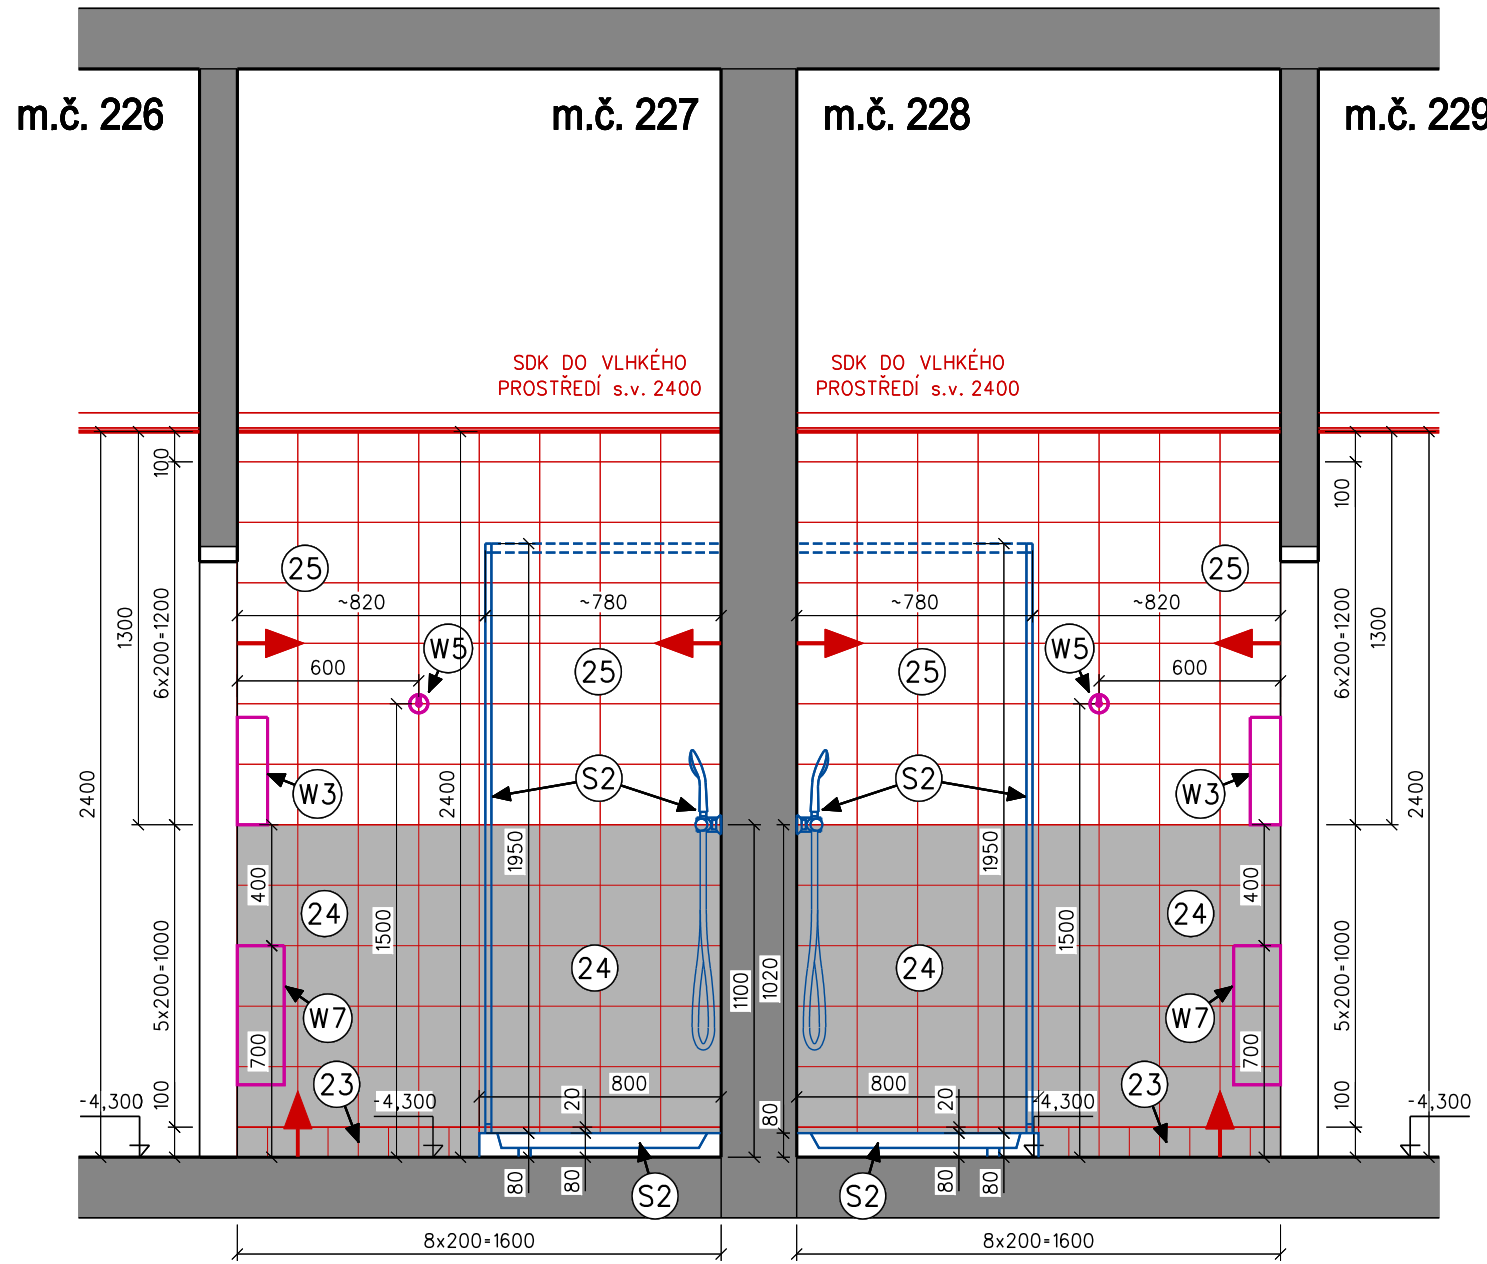 m.č. 226
m.č. 227
m.č. 228
m.č. 229
SDK DO VLHKÉHO
PROSTŘEDÍ s.v. 2400
SDK DO VLHKÉHO
PROSTŘEDÍ s.v. 2400
100
100
25
25
~820
~780
~780
~820
1300
6x200=1200
6x200=1200
1300
W5
W5
600
25
25
600
2400
W3
2400
S2
S2
W3
2400
1950
1950
400
400
24
24
1500
1500
24
24
5x200=1000
1100
1020
5x200=1000
W7
W7
700
700
23
800
800
23
-4,300
100
-4,300
20
80
20
-4,300
100
-4,300
80
80
S2
S2
80
80
8x200=1600
8x200=1600